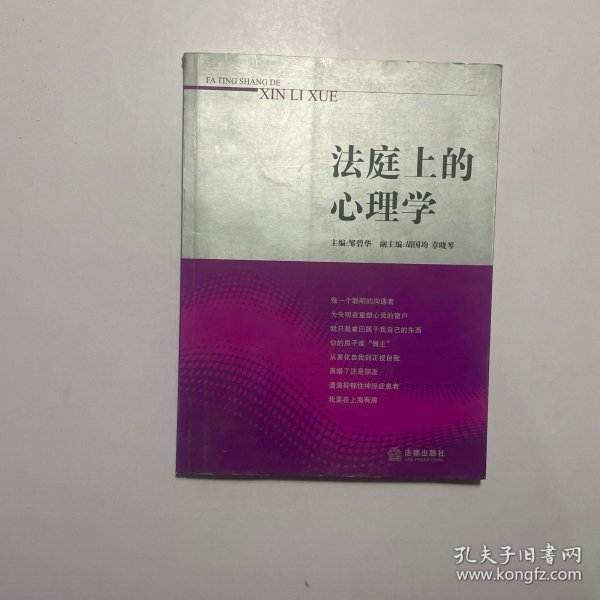 FA TING SHANG DE
XIN LI XUE
法庭上的
心理学
主编:邹碧华 副主编:胡国均 章晓琴
做一个聪明的沟通者
为失明者重塑心灵的窗户
我只是拿回属于我自己的东西
你的房子谁“做主”
从美化自我到正视自我
离婚了还是朋友
遭遇抑郁性神经症患者
我要在上海有房
法律出版社
LAW PRESS·CHINA
孔夫子旧书网
www.kongfz.com